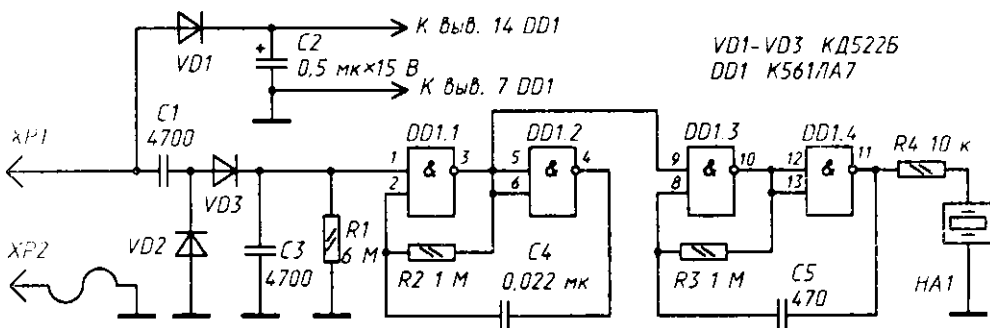 К выв. 14 DD1
VD1
C2
+
0,5 мк×15 В
К выв. 7 DD1
VD1-VD3 КД522Б
DD1 К561ЛА7
XP1
C1
4700
VD3
VD2
C3
4700
R1
6 М
DD1.1
&
1
2
3
DD1.2
&
5
6
4
R2 1 М
C4
0,022 мк
DD1.3
&
9
8
10
DD1.4
&
12
13
11
R3 1 М
C5
470
R4 10 к
HA1
XP2